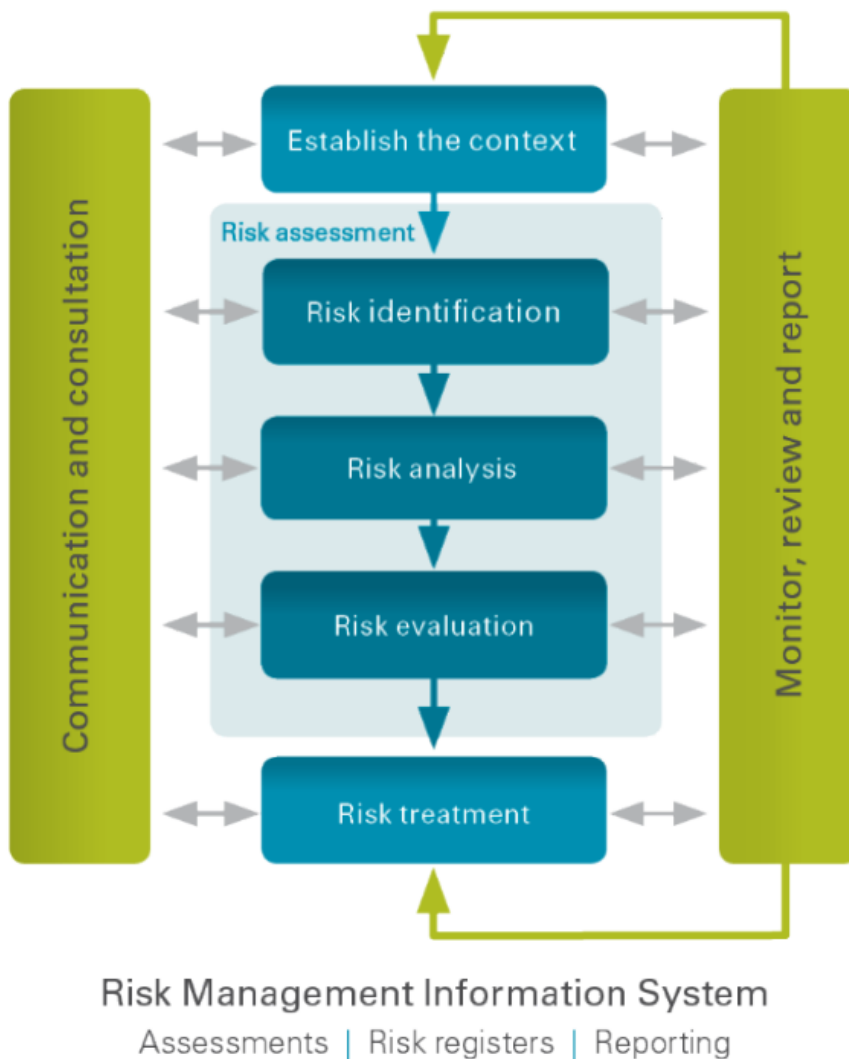 Establish the context
Risk assessment
Risk identification
Risk analysis
Risk evaluation
Risk treatment
Communication and consultation
Monitor, review and report
Risk Management Information System
Assessments | Risk registers | Reporting